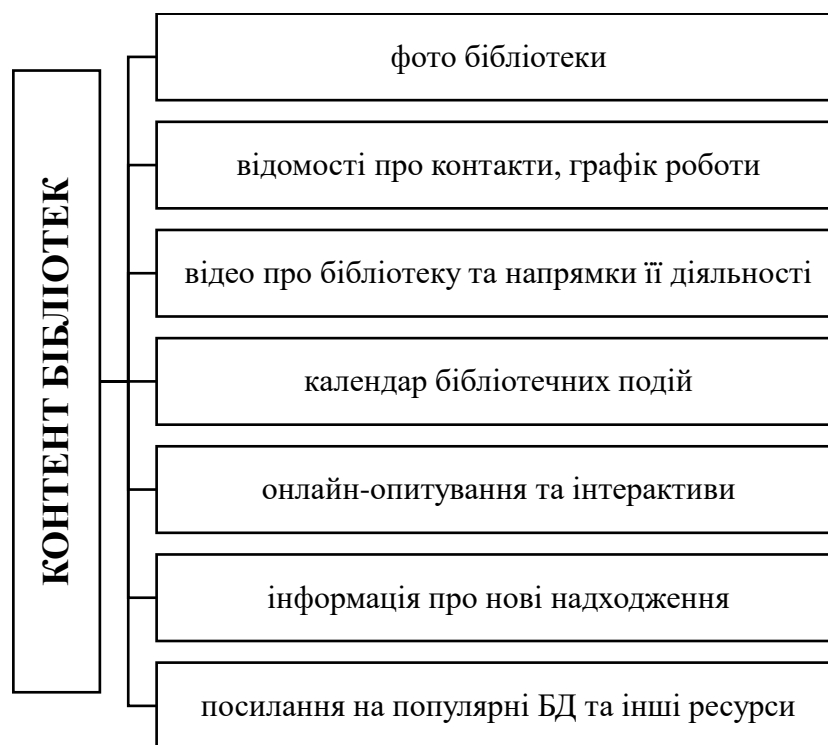 КОНТЕНТ БІБЛІОТЕК
фото бібліотеки
відомості про контакти, графік роботи
відео про бібліотеку та напрямки її діяльності
календар бібліотечних подій
онлайн-опитування та інтерактиви
інформація про нові надходження
посилання на популярні БД та інші ресурси